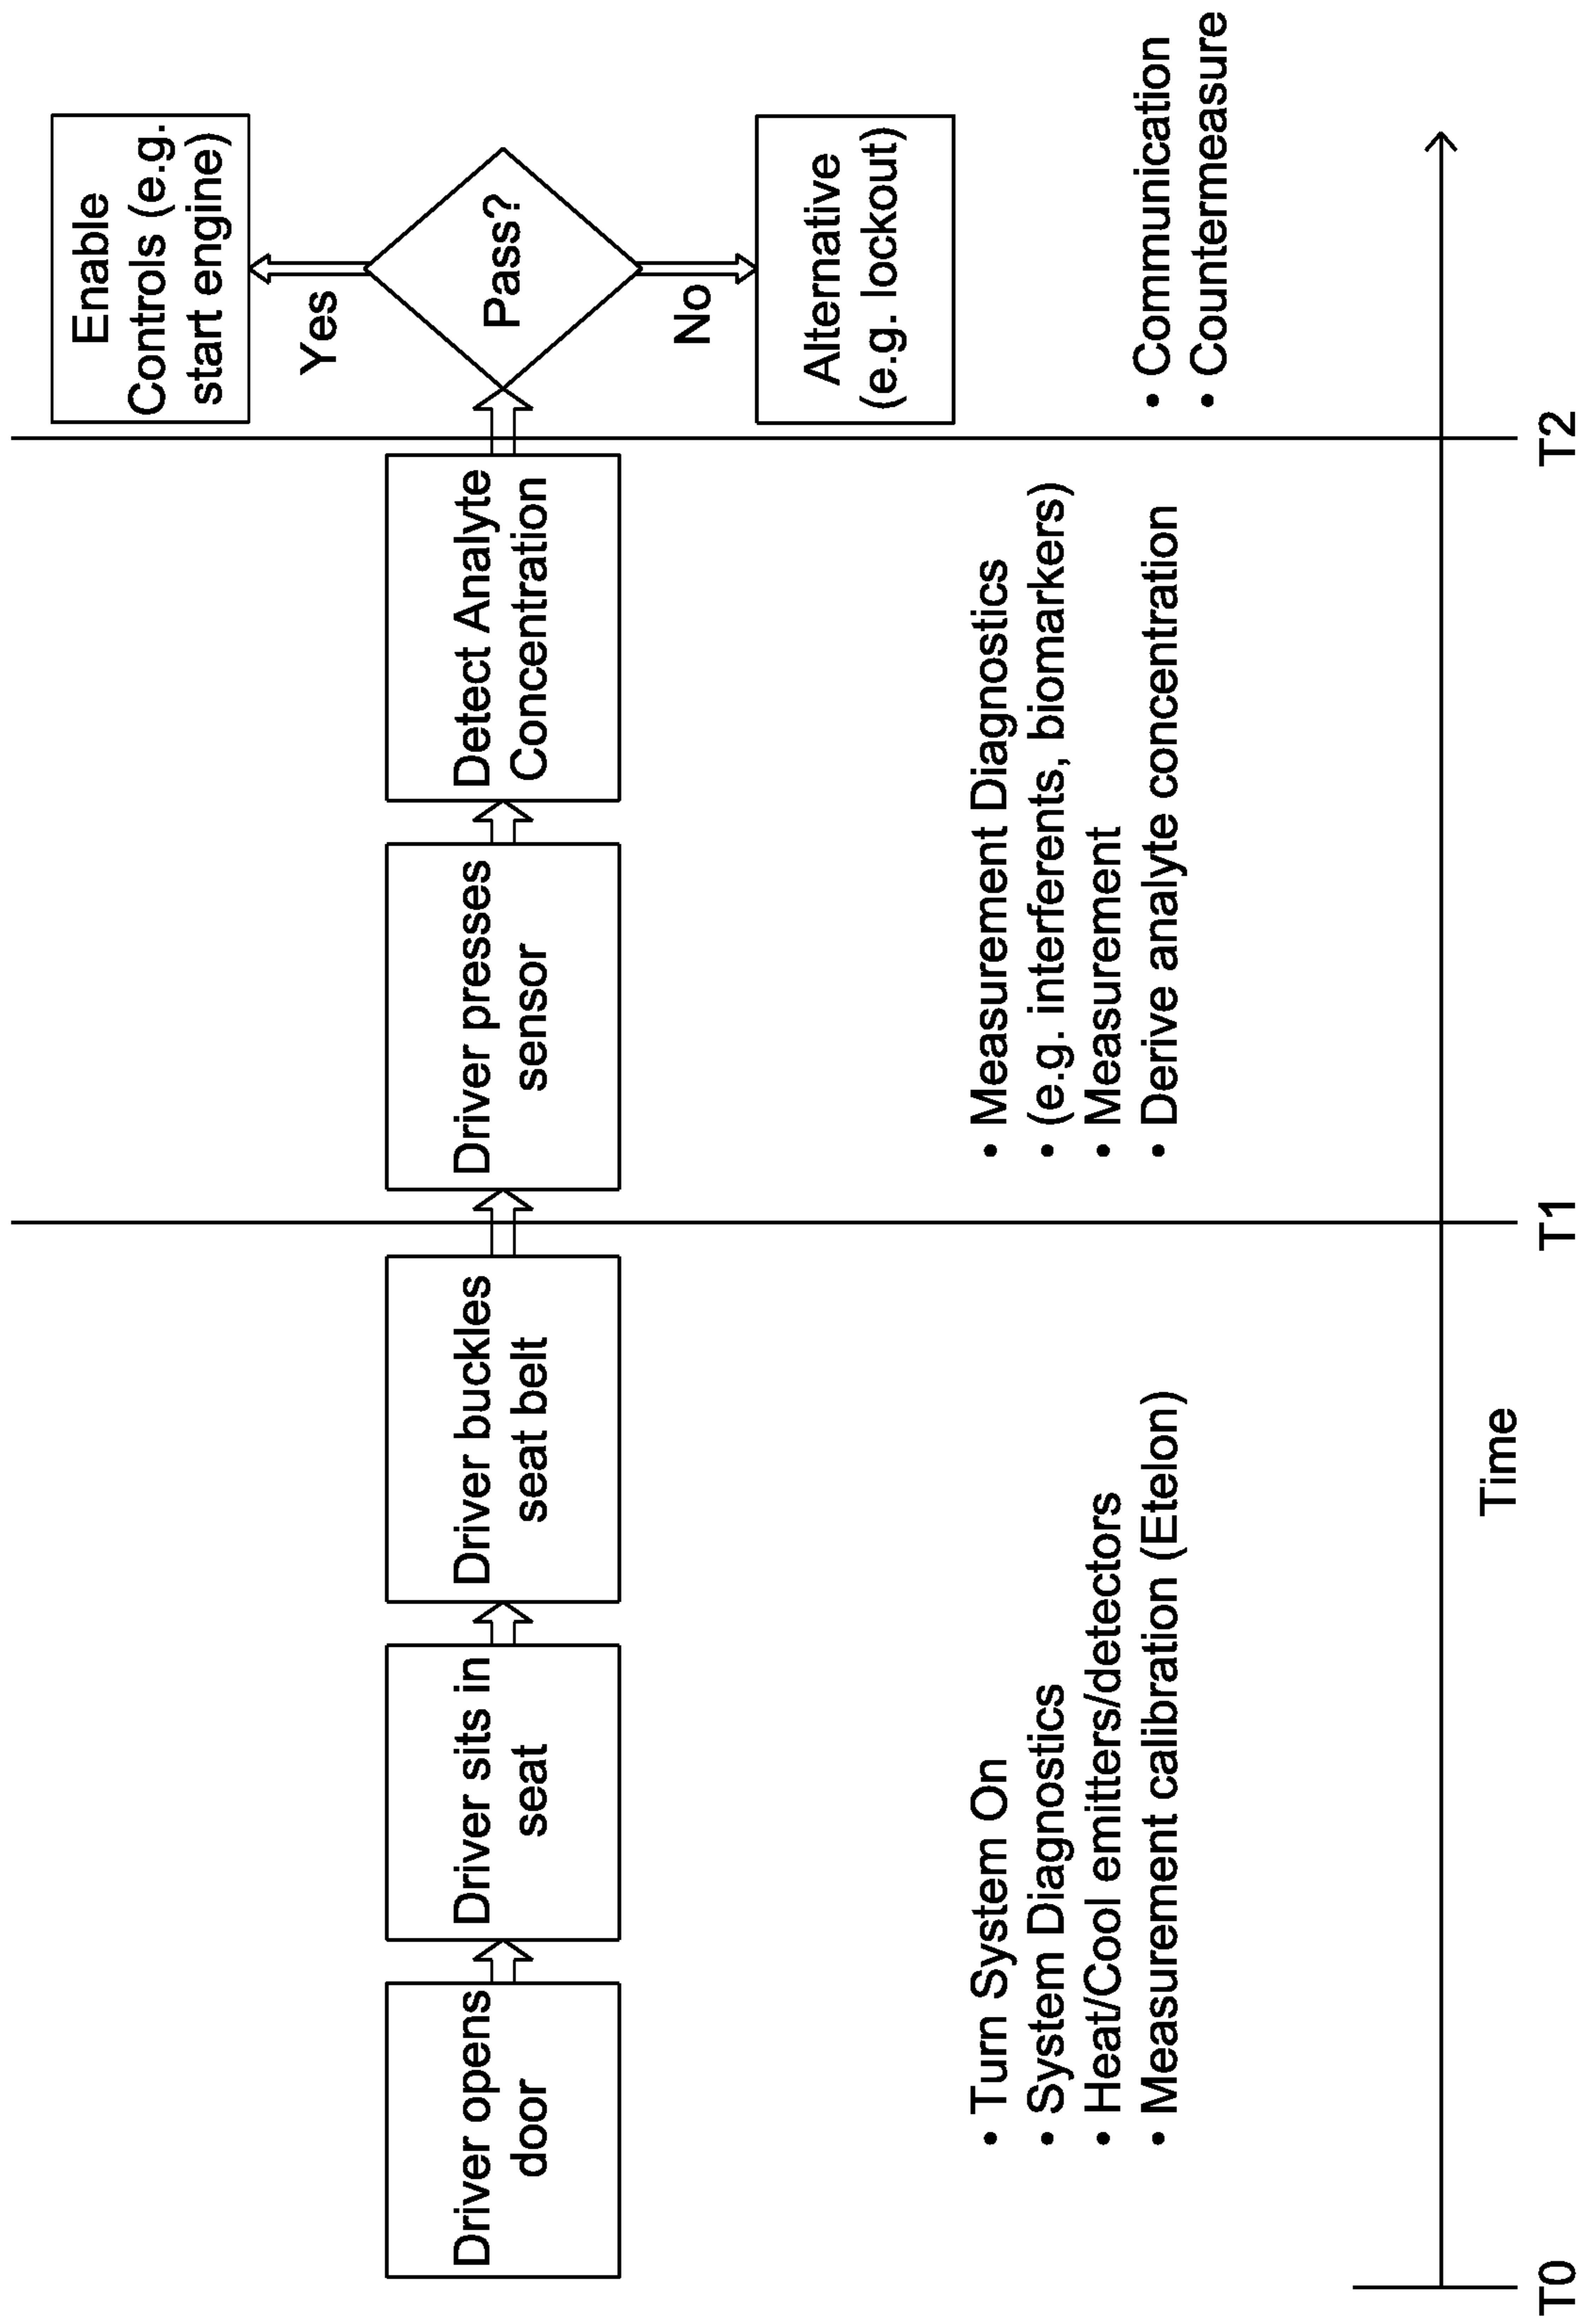 Driver opens
door
Driver sits in
seat
Driver buckles
seat belt
Driver presses
sensor
Detect Analyte
Concentration
Pass?
Yes
Enable
Controls (e.g.
start engine)
No
Alternative
(e.g. lockout)
• Turn System On
• System Diagnostics
• Heat/Cool emitters/detectors
• Measurement calibration (Etelon)
• Measurement Diagnostics
• (e.g. interferents, biomarkers)
• Measurement
• Derive analyte concentration
• Communication
• Countermeasure
Time
T0
T1
T2